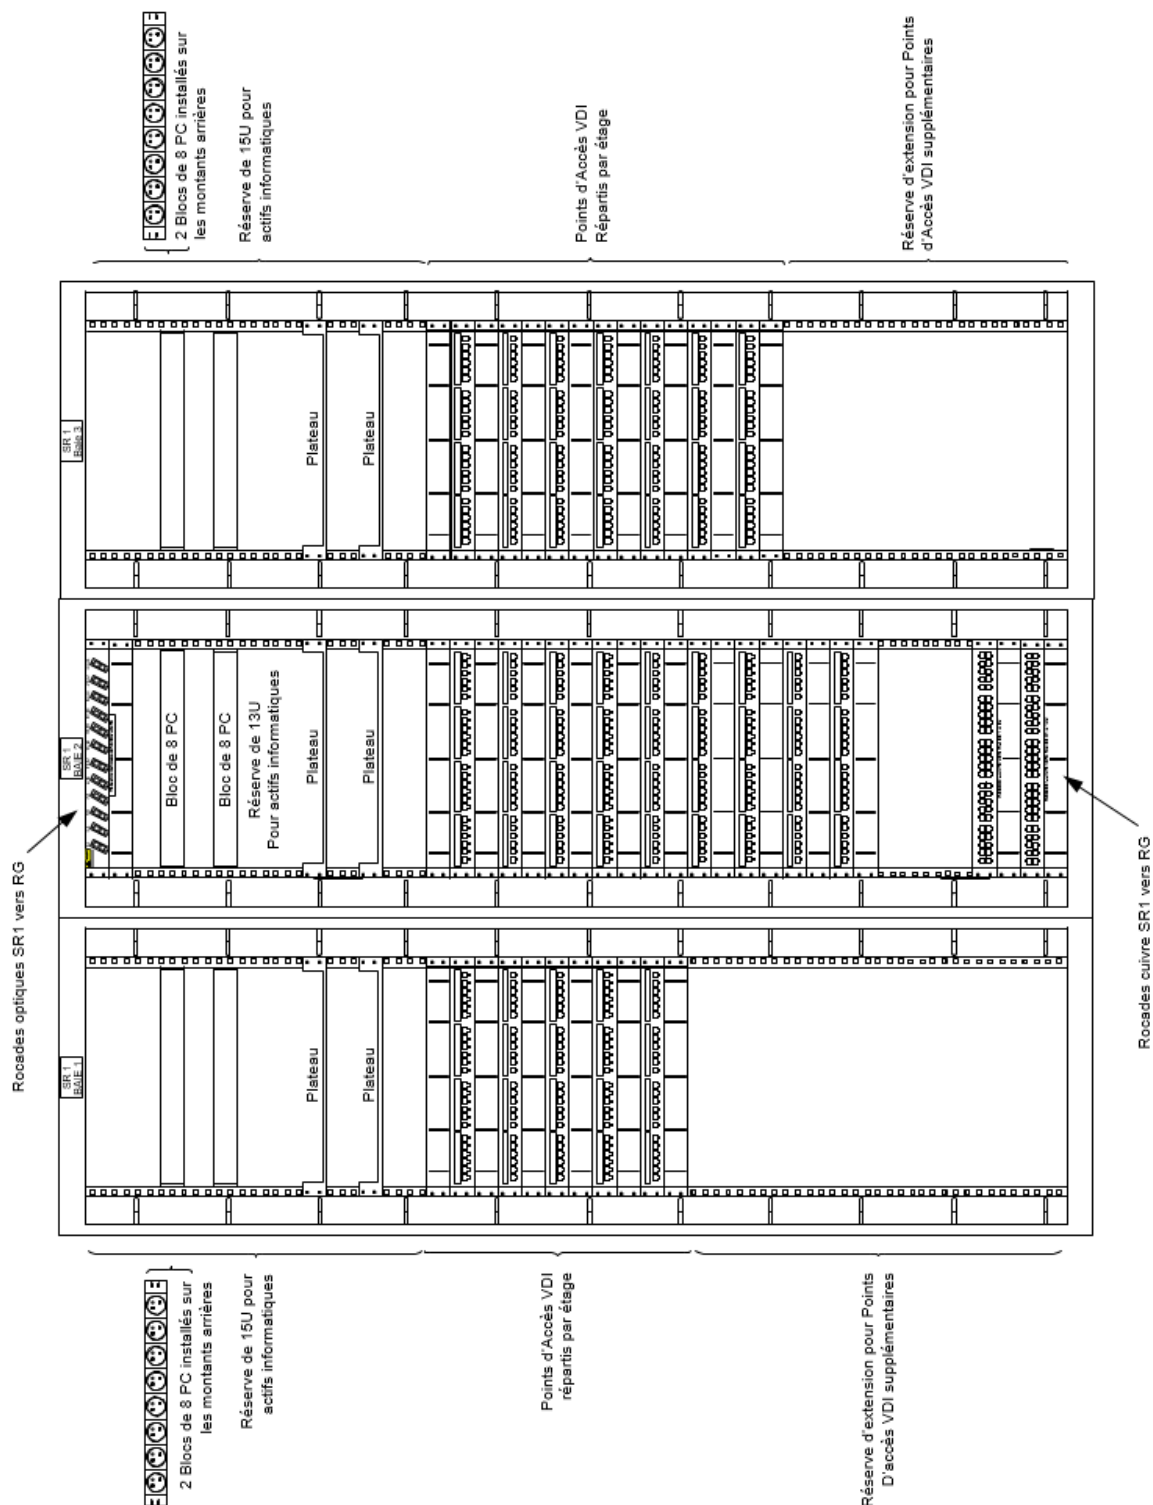 Rocades optiques SR1 vers RG
SR 1
BAIE 1
SR 1
BAIE 2
SR 1
Baie 3
2 Blocs de 8 PC installés sur
les montants arrières
Réserve de 15U pour
actifs informatiques
Plateau
Plateau
Points d'Accès VDI
répartis par étage
Réserve d'extension pour Points
D'accès VDI supplémentaires
Bloc de 8 PC
Bloc de 8 PC
Réserve de 13U
Pour actifs informatiques
Plateau
Plateau
Plateau
Plateau
2 Blocs de 8 PC installés sur
les montants arrières
Réserve de 15U pour
actifs informatiques
Points d'Accès VDI
Répartis par étage
Réserve d'extension pour Points
d'Accès VDI supplémentaires
Rocades cuivre SR1 vers RG